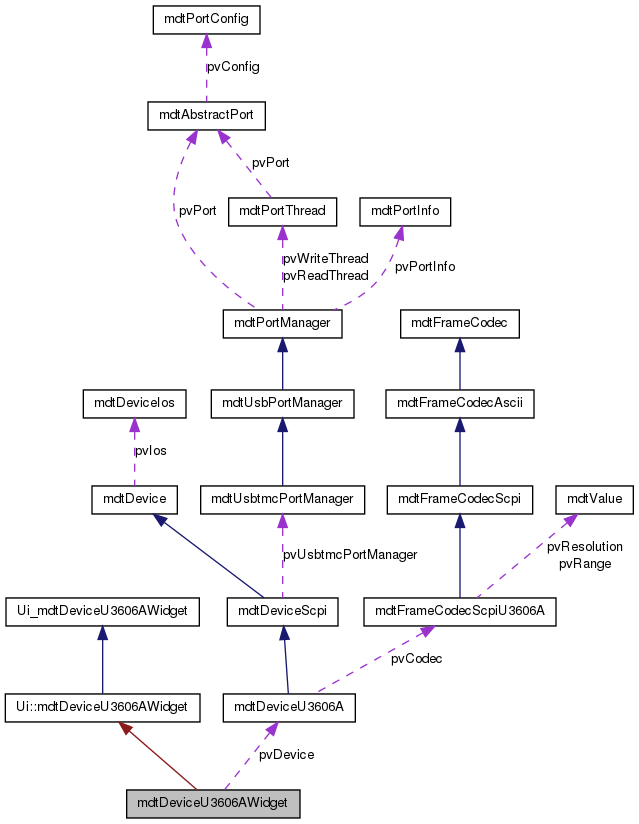 mdtPortConfig
pvConfig
mdtAbstractPort
pvPort
mdtPortThread
mdtPortInfo
pvPort
pvWriteThread
pvReadThread
pvPortInfo
mdtPortManager
mdtFrameCodec
mdtDeviceIos
mdtUsbPortManager
mdtFrameCodecAscii
pvIos
mdtDevice
mdtUsbtmcPortManager
mdtFrameCodecScpi
mdtValue
pvUsbtmcPortManager
pvResolution
pvRange
Ui_mdtDeviceU3606AWidget
mdtDeviceScpi
mdtFrameCodecScpiU3606A
pvCodec
Ui::mdtDeviceU3606AWidget
mdtDeviceU3606A
pvDevice
mdtDeviceU3606AWidget